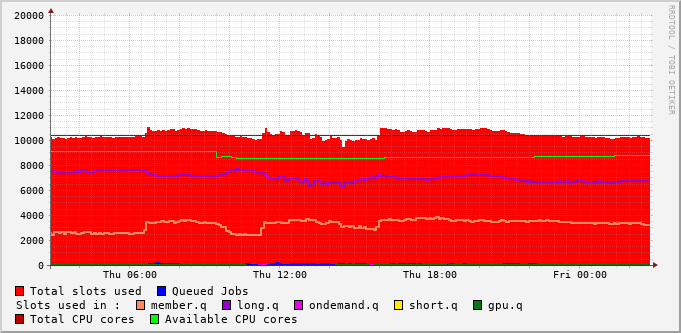 RRDTOOL / TOBI OETIKER
20000
18000
16000
14000
12000
10000
8000
6000
4000
2000
0
Thu 06:00 Thu 12:00 Thu 18:00 Fri 00:00
Total slots used Queued Jobs
Slots used in : member.q long.q ondemand.q short.q gpu.q
Total CPU cores Available CPU cores